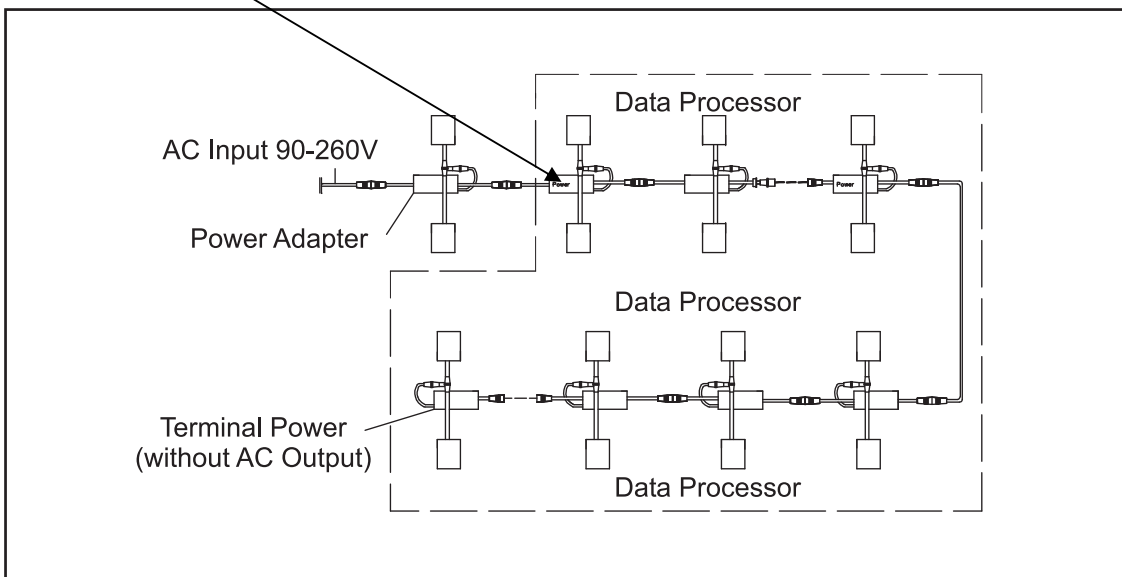 Data Processor
AC Input 90-260V
Power
Power
Power Adapter
Data Processor
Terminal Power
(without AC Output)
Data Processor